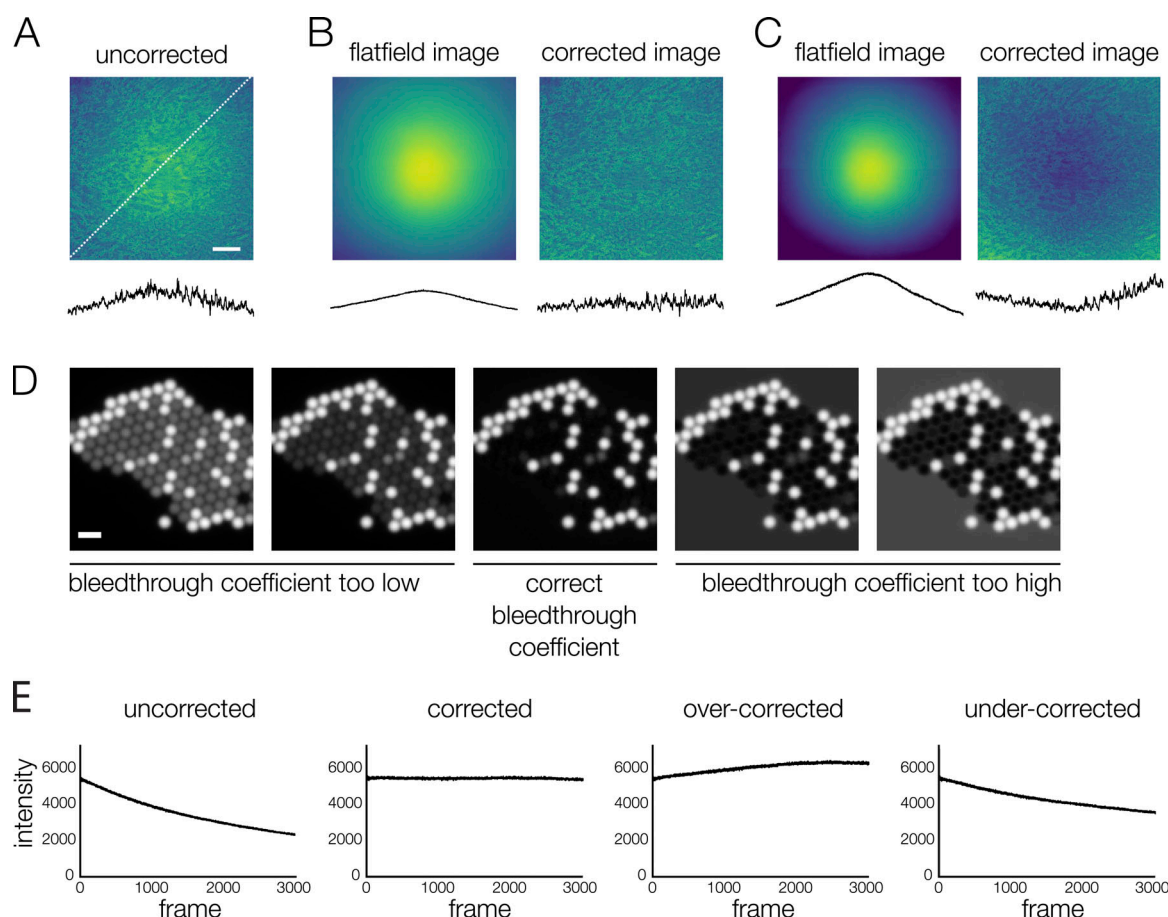 A
uncorrected
B
flatfield image
corrected image
C
flatfield image
corrected image
D
bleedthrough coefficient too low
correct
bleedthrough
coefficient
bleedthrough coefficient too high
E
uncorrected
corrected
over-corrected
under-corrected
intensity
6000
4000
2000
0
0
1000
2000
3000
frame
6000
4000
2000
0
0
1000
2000
3000
frame
6000
4000
2000
0
0
1000
2000
3000
frame
6000
4000
2000
0
0
1000
2000
3000
frame